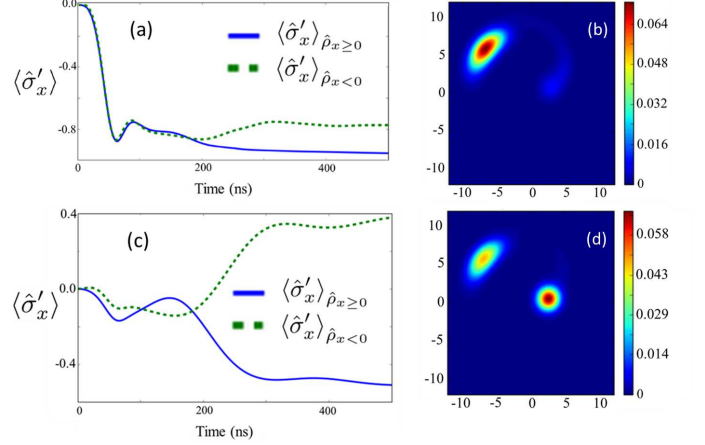 0.0
-0.4
-0.8
⟨σ̂′ₓ⟩
(a)
⟨σ̂′ₓ⟩ρ̂ₓ≥₀
⟨σ̂′ₓ⟩ρ̂ₓ<₀
0 200 400
Time (ns)
10
5
0
-5
-10
(b)
-10 -5 0 5 10
0.064
0.048
0.032
0.016
0
0.4
0.0
-0.4
⟨σ̂′ₓ⟩
(c)
⟨σ̂′ₓ⟩ρ̂ₓ≥₀
⟨σ̂′ₓ⟩ρ̂ₓ<₀
0 200 400
Time (ns)
10
5
0
-5
-10
(d)
-10 -5 0 5 10
0.058
0.043
0.029
0.014
0